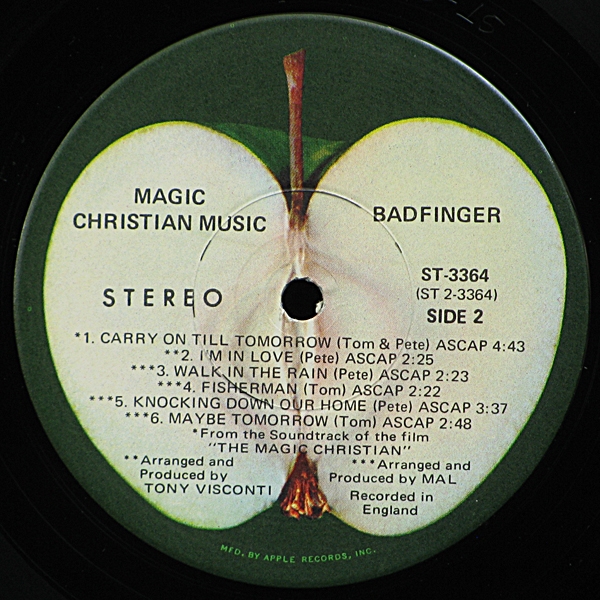 MAGIC
CHRISTIAN MUSIC
BADFINGER
STEREO
ST-3364
(ST 2-3364)
SIDE 2
*1. CARRY ON TILL TOMORROW (Tom & Pete) ASCAP 4:43
**2. I'M IN LOVE (Pete) ASCAP 2:25
***3. WALK IN THE RAIN (Pete) ASCAP 2:23
***4. FISHERMAN (Tom) ASCAP 2:22
***5. KNOCKING DOWN OUR HOME (Pete) ASCAP 3:37
***6. MAYBE TOMORROW (Tom) ASCAP 2:48
*From the Soundtrack of the film
"THE MAGIC CHRISTIAN"
**Arranged and
Produced by
TONY VISCONTI
***Arranged and
Produced by MAL
Recorded in
England
MFD. BY APPLE RECORDS, INC.